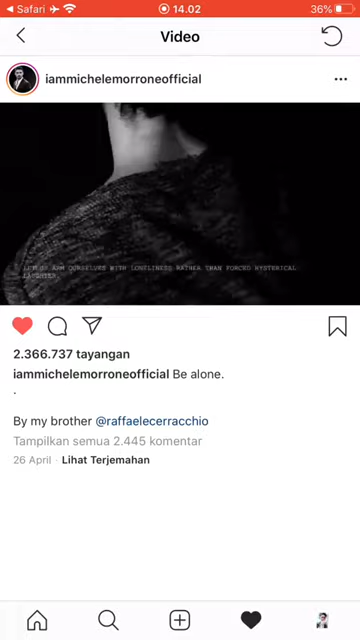 Safari
14.02
36%
Video
iammichelemorroneofficial
LET US ARM OURSELVES WITH LONELINESS RATHER THAN FORCED HYSTERICAL
LAUGHTER.
2.366.737 tayangan
iammichelemorroneofficial Be alone.
.
By my brother @raffaelecerracchio
Tampilkan semua 2.445 komentar
26 April · Lihat Terjemahan